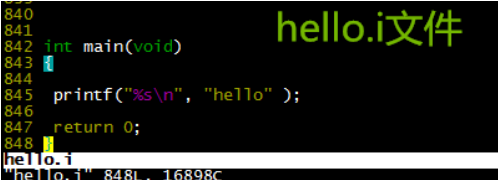 840
841
hello.i文件
842 int main(void)
843 {
844
845 printf("%s\n", "hello" );
846
847 return 0;
848 }
hello.i
"hello.i" 848L, 16898C